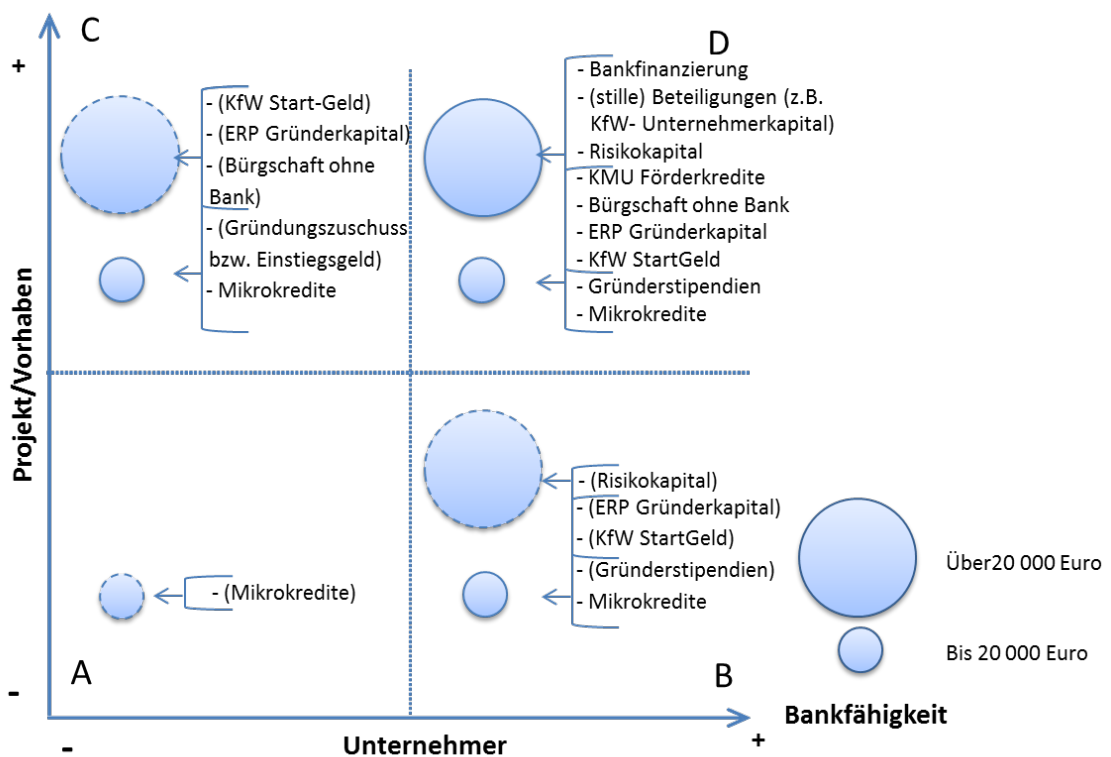 C
D
+
- (KfW Start-Geld)
- (ERP Gründerkapital)
- (Bürgschaft ohne
Bank)
- (Gründungszuschuss
bzw. Einstiegsgeld)
- Mikrokredite
- Bankfinanzierung
- (stille) Beteiligungen (z.B.
KfW- Unternehmerkapital)
- Risikokapital
- KMU Förderkredite
- Bürgschaft ohne Bank
- ERP Gründerkapital
- KfW StartGeld
- Gründerstipendien
- Mikrokredite
Projekt/Vorhaben
- (Mikrokredite)
- (Risikokapital)
- (ERP Gründerkapital)
- (KfW StartGeld)
- (Gründerstipendien)
- Mikrokredite
Über20 000 Euro
Bis 20 000 Euro
A
B
-
-
Unternehmer
+
Bankfähigkeit